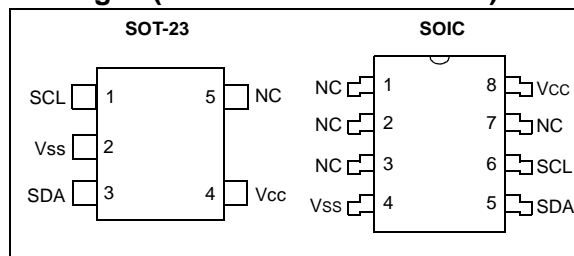 SOT-23 SOIC
SCL 1 5 NC
Vss 2
SDA 3 4 Vcc
NC 1 8 Vcc
NC 2 7 NC
NC 3 6 SCL
Vss 4 5 SDA